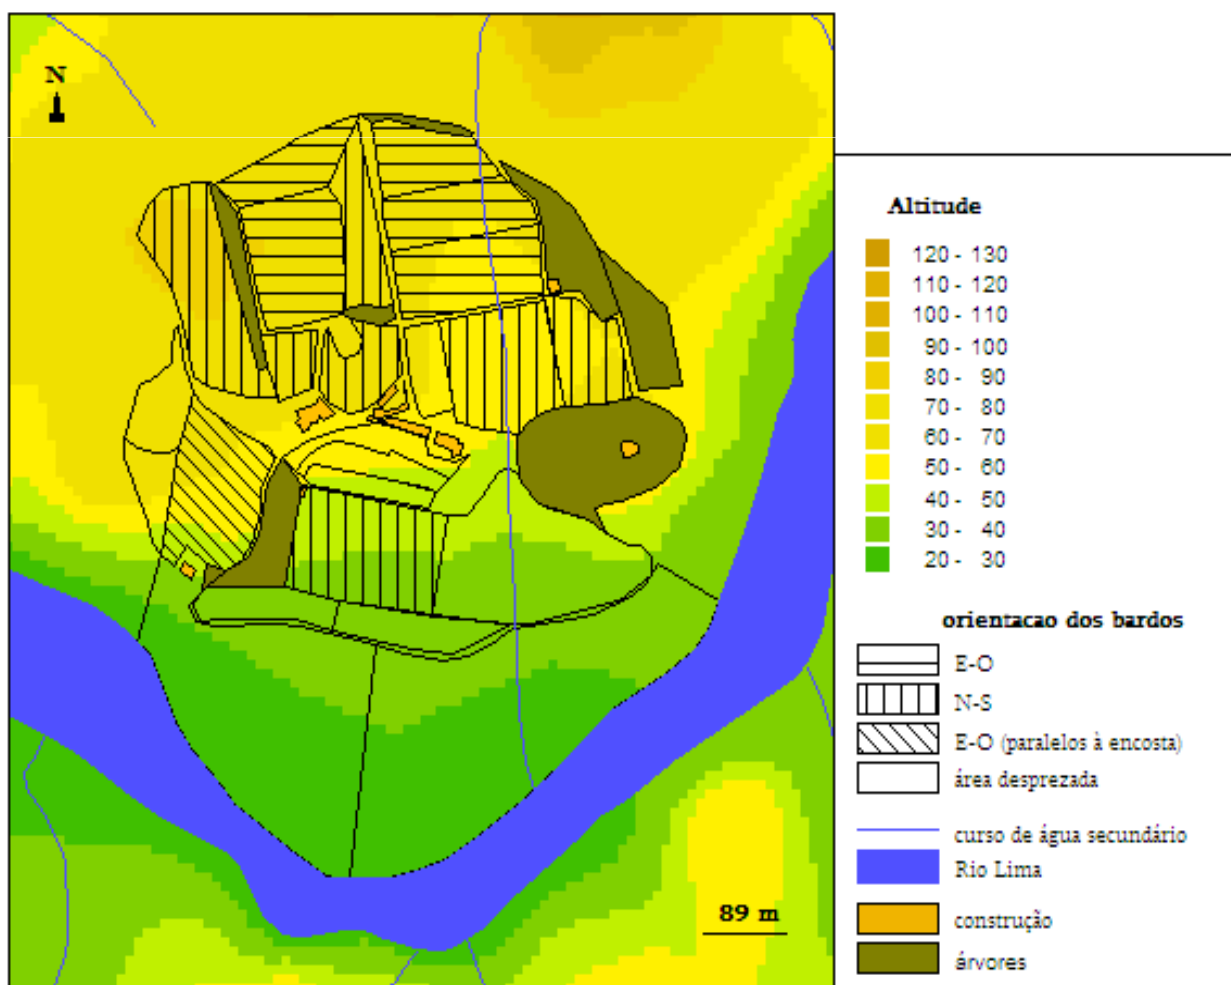 N
Altitude
120 - 130
110 - 120
100 - 110
90 - 100
80 - 90
70 - 80
60 - 70
50 - 60
40 - 50
30 - 40
20 - 30
orientacao dos bardos
E-O
N-S
E-O (paralelos à encosta)
área desprezada
curso de água secundário
Rio Lima
89 m
construção
árvores